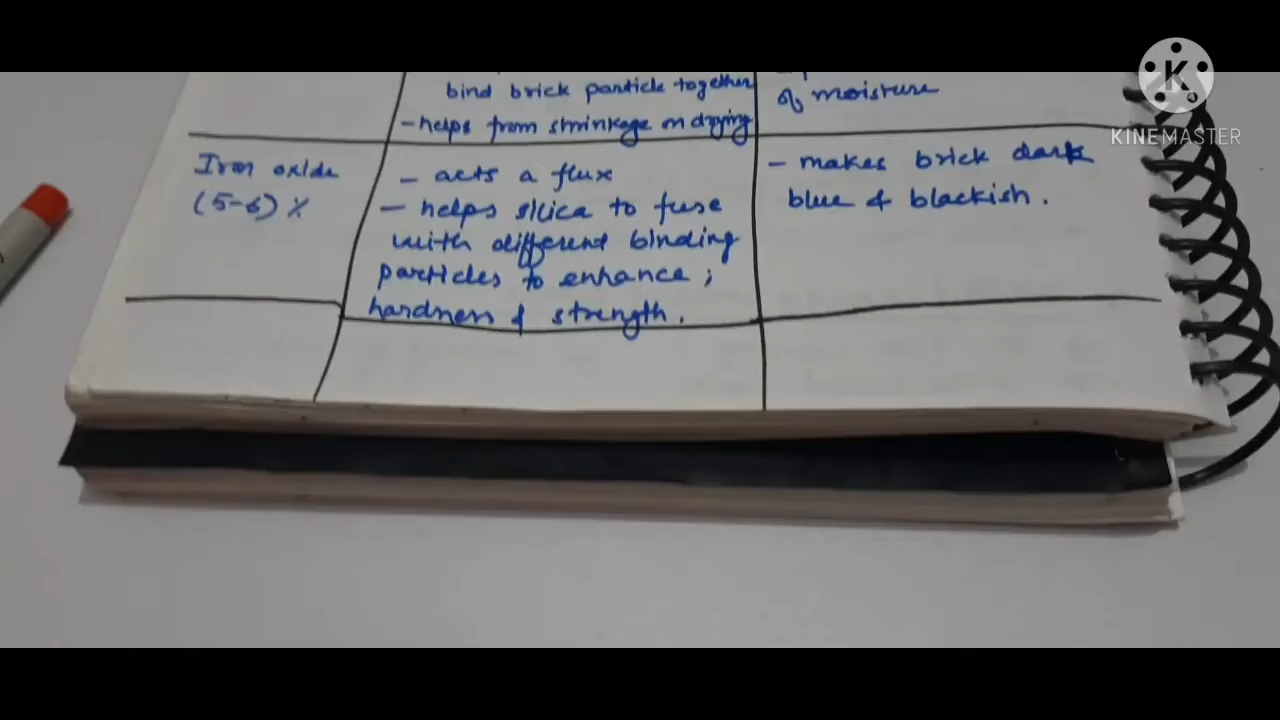 bind brick particle together
- helps from shrinkage on drying
of moisture
Iron oxide
(5-6) %
- acts a flux
- helps silica to fuse
with different binding
particles to enhance;
hardness & strength.
- makes brick dark
blue & blackish.
K
KINEMASTER